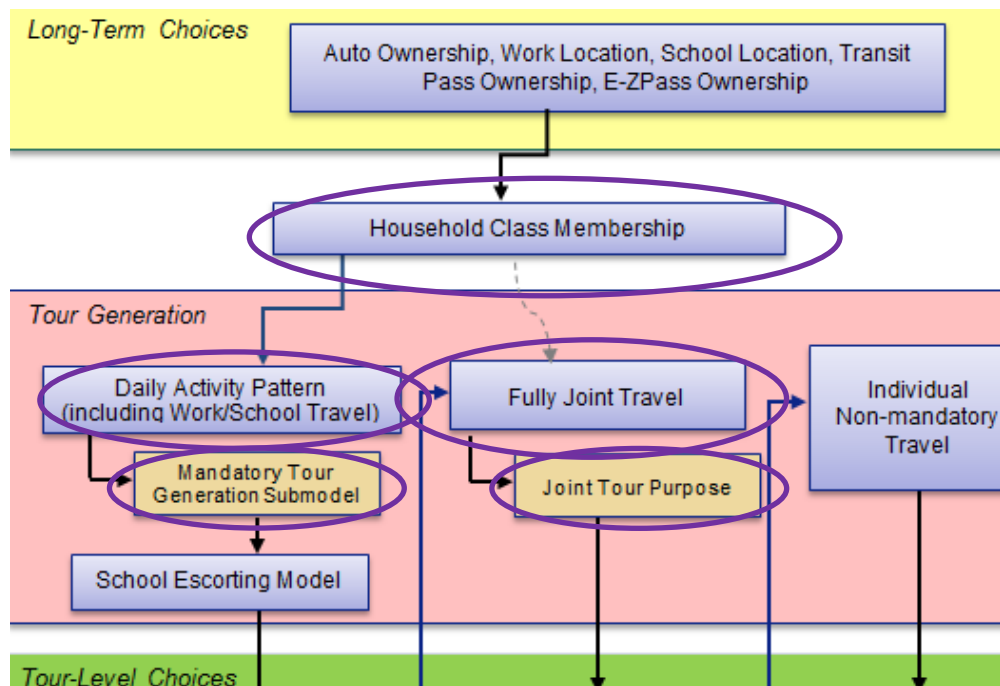 Long-Term Choices
Auto Ownership, Work Location, School Location, Transit
Pass Ownership, E-ZPass Ownership
Household Class Membership
Tour Generation
Daily Activity Pattern
(including Work/School Travel)
Mandatory Tour
Generation Submodel
School Escorting Model
Fully Joint Travel
Joint Tour Purpose
Individual
Non-mandatory
Travel
Tour-Level Choices